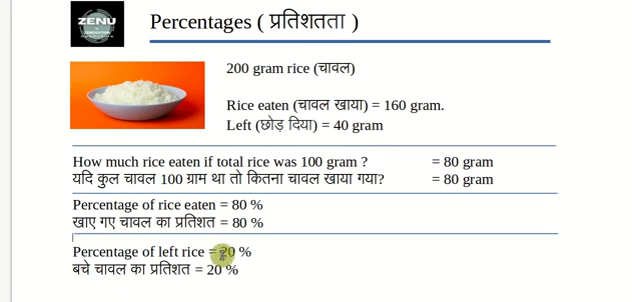 ZENU
Percentages ( प्रतिशतता )
200 gram rice (चावल)
Rice eaten (चावल खाया) = 160 gram.
Left (छोड़ दिया) = 40 gram
How much rice eaten if total rice was 100 gram ? = 80 gram
यदि कुल चावल 100 ग्राम था तो कितना चावल खाया गया? = 80 gram
Percentage of rice eaten = 80 %
खाए गए चावल का प्रतिशत = 80 %
Percentage of left rice = 20 %
बचे चावल का प्रतिशत = 20 %